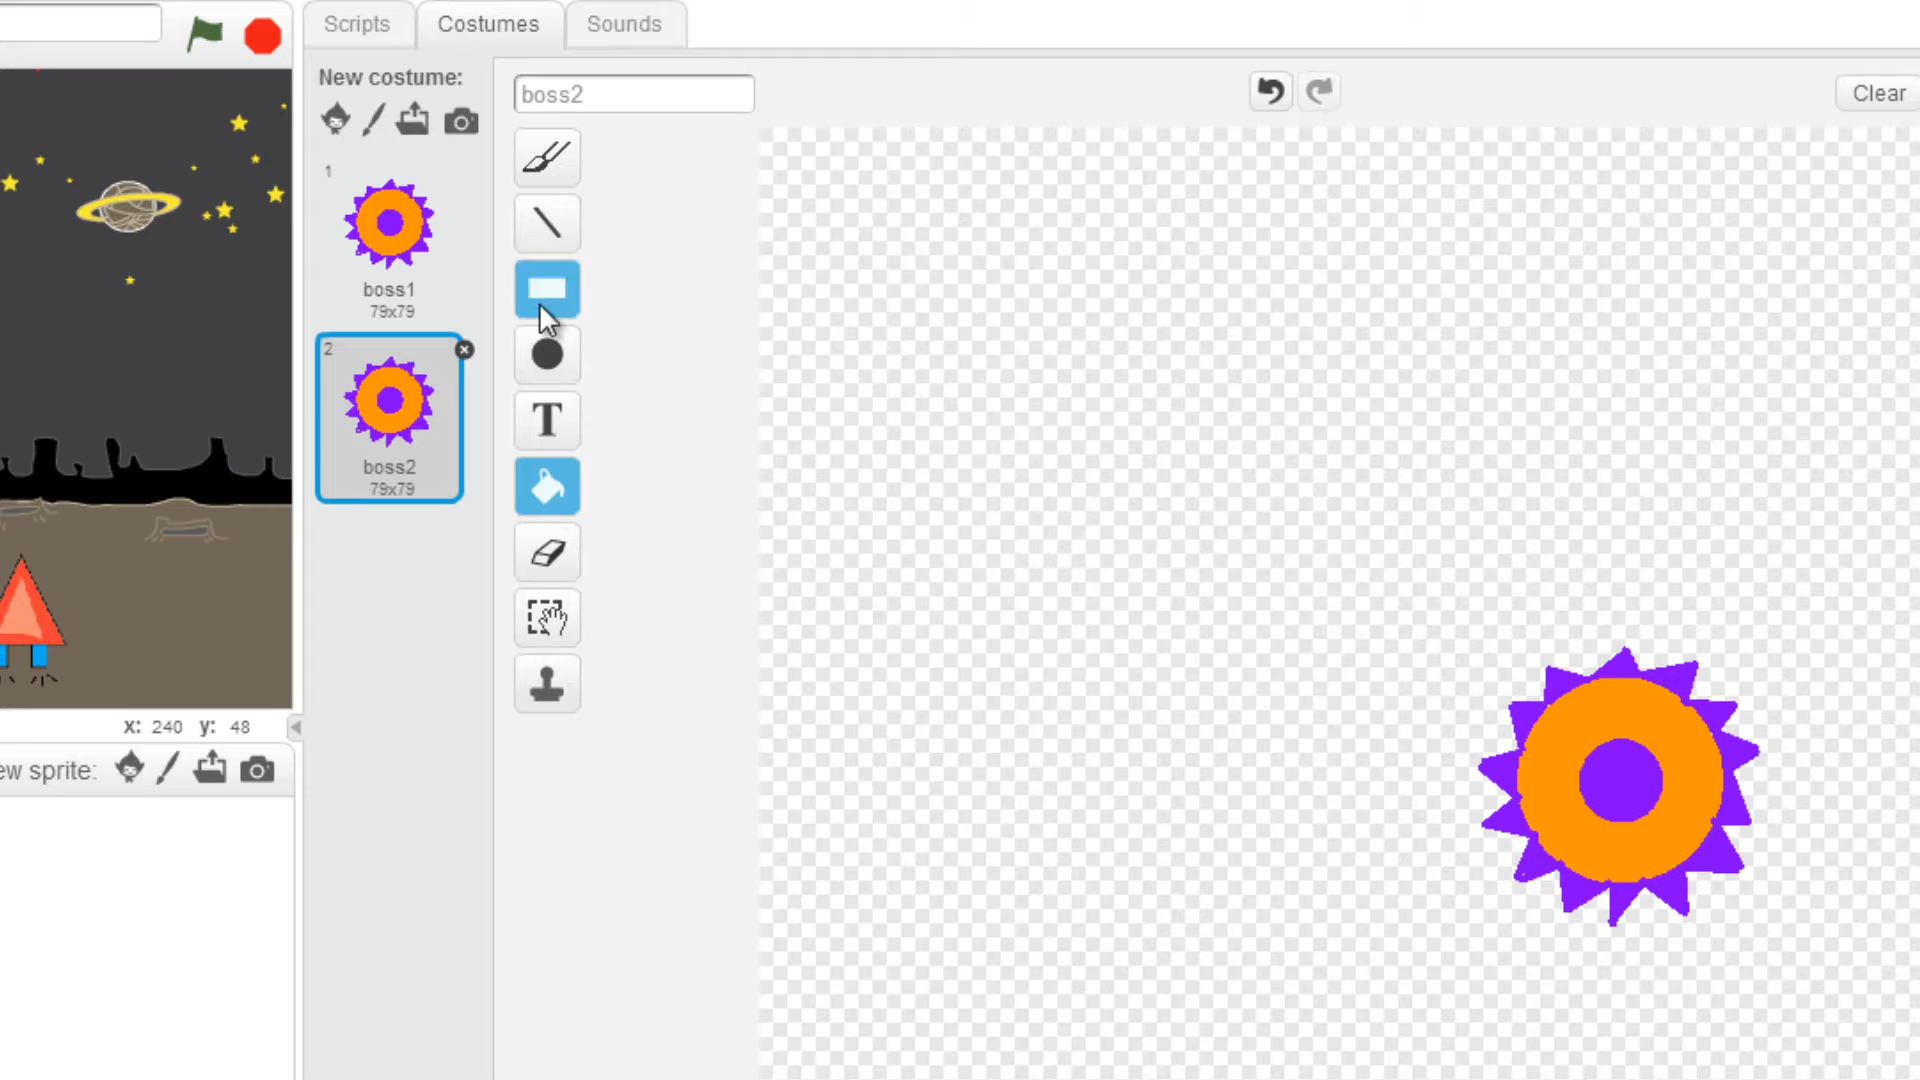 Scripts
Costumes
Sounds
New costume:
boss2
Clear
1
boss1
79x79
2
boss2
79x79
T
x: 240 y: 48
ew sprite: